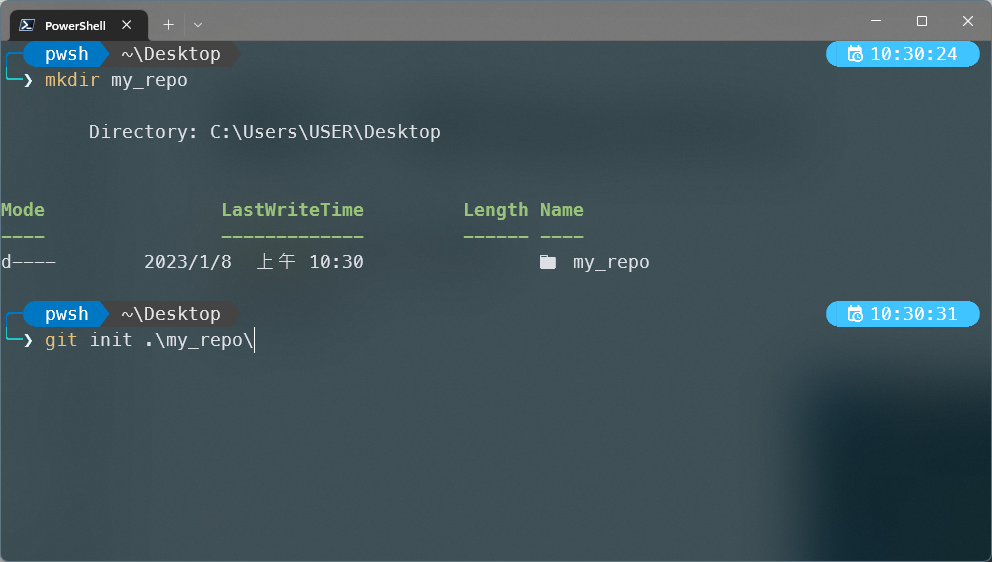 PowerShell
pwsh ~\Desktop 10:30:24
❯ mkdir my_repo
Directory: C:\Users\USER\Desktop
Mode LastWriteTime Length Name
---- ------------- ------ ----
d---- 2023/1/8 上午 10:30 my_repo
pwsh ~\Desktop 10:30:31
❯ git init .\my_repo\